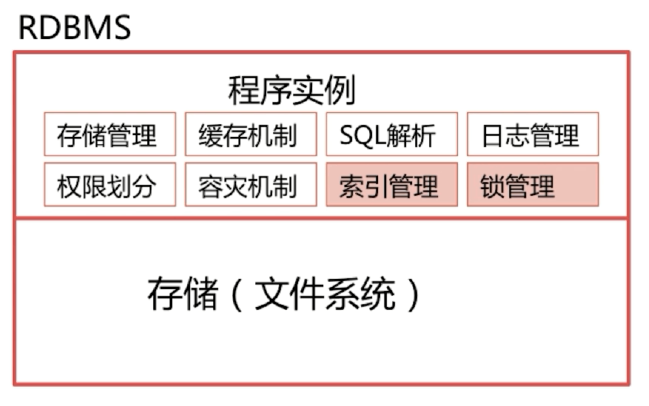 RDBMS
程序实例
存储管理 缓存机制 SQL解析 日志管理
权限划分 容灾机制 索引管理 锁管理
存储（文件系统）